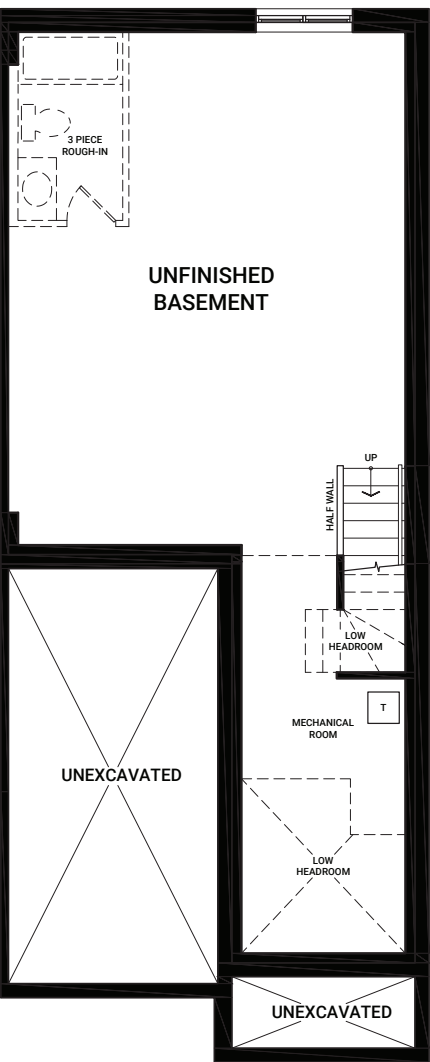 3 PIECE
ROUGH-IN
UNFINISHED
BASEMENT
UP
HALF WALL
LOW
HEADROOM
T
MECHANICAL
ROOM
UNEXCAVATED
LOW
HEADROOM
UNEXCAVATED